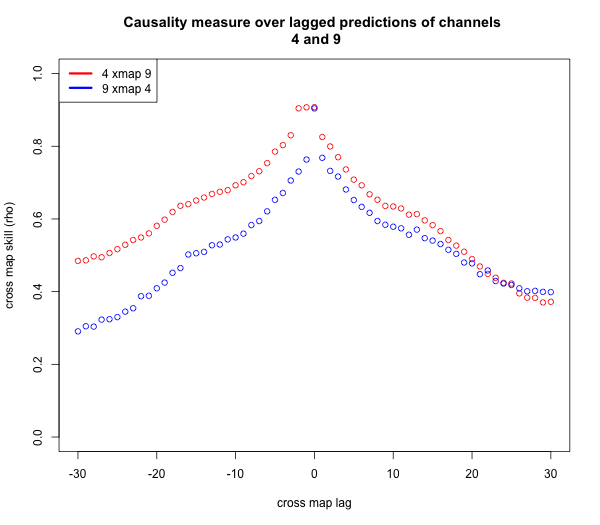 Causality measure over lagged predictions of channels
4 and 9
4 xmap 9
9 xmap 4
cross map skill (rho)
1.0
0.8
0.6
0.4
0.2
0.0
-30 -20 -10 0 10 20 30
cross map lag